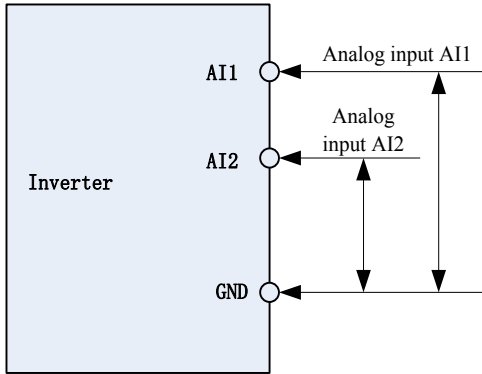 Analog input AI1
AI1
Analog
input AI2
AI2
Inverter
GND